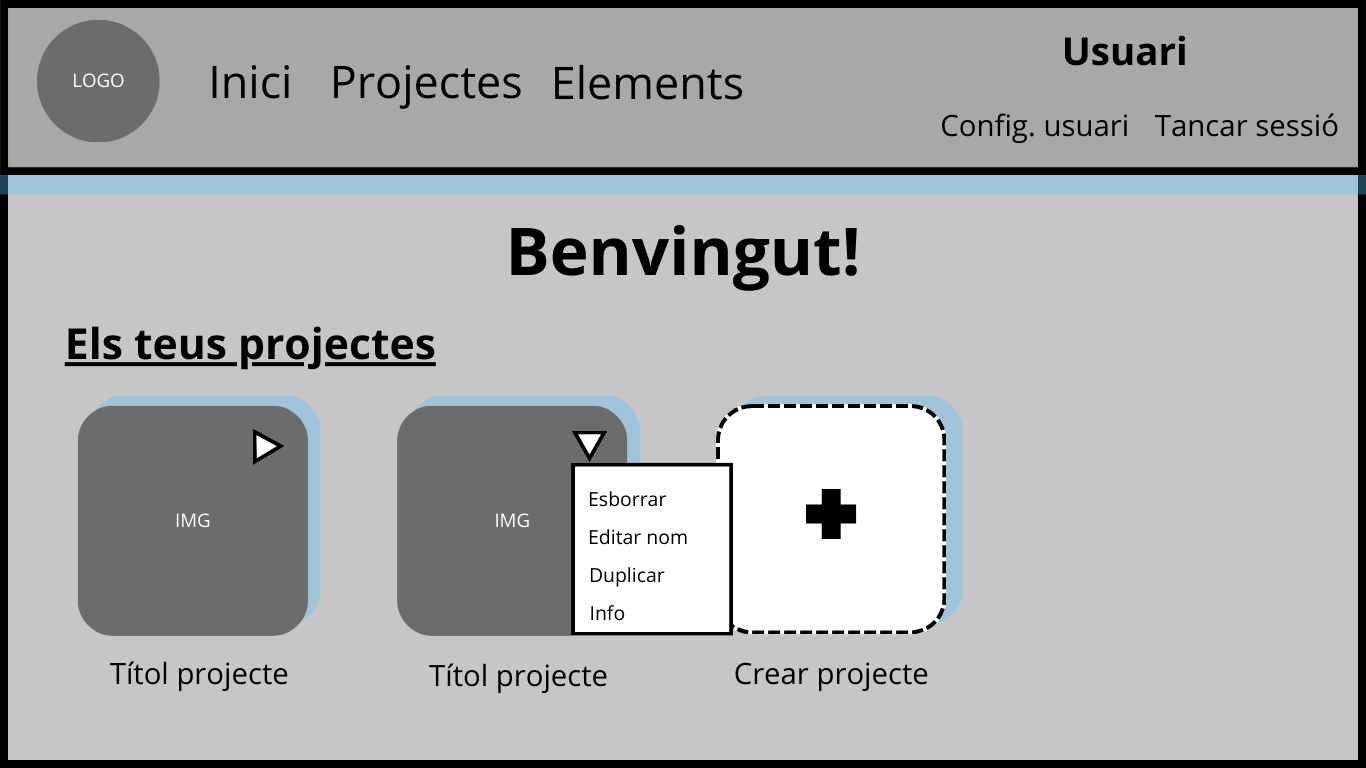 LOGO
Inici Projectes Elements
Usuari
Config. usuari Tancar sessió
Benvingut!
Els teus projectes
IMG
IMG
Esborrar
Editar nom
Duplicar
Info
Títol projecte
Títol projecte
Crear projecte